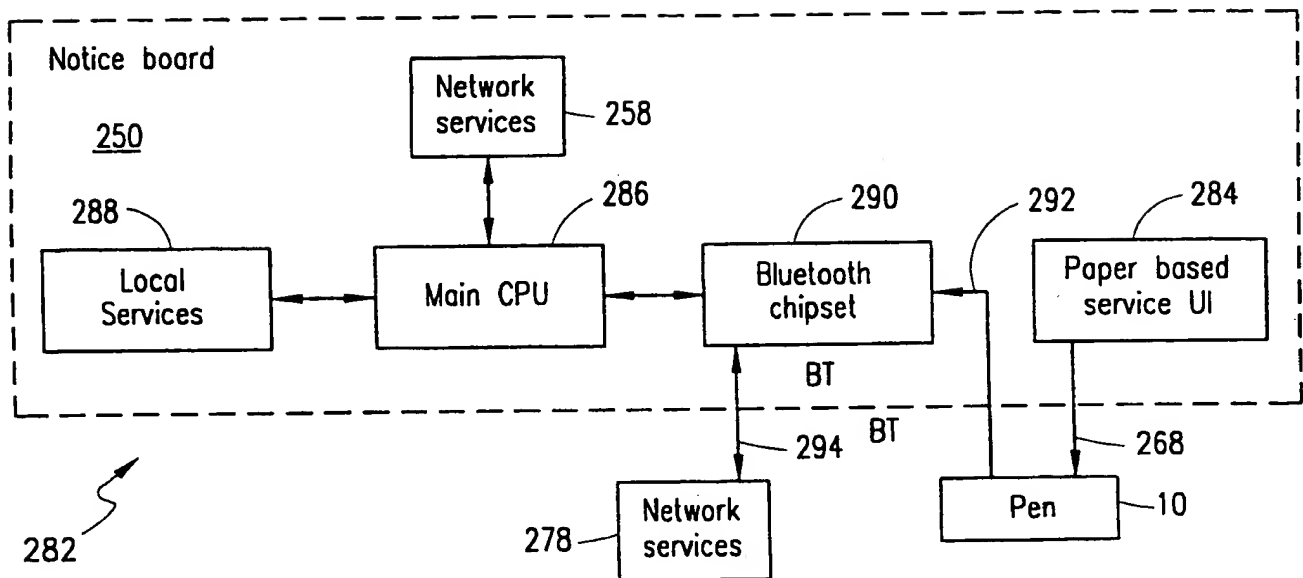 Notice board
250
Network
services
258
288
286
290
292
284
Local
Services
Main CPU
Bluetooth
chipset
Paper based
service UI
BT
BT
294
268
282
278
Network
services
Pen
10